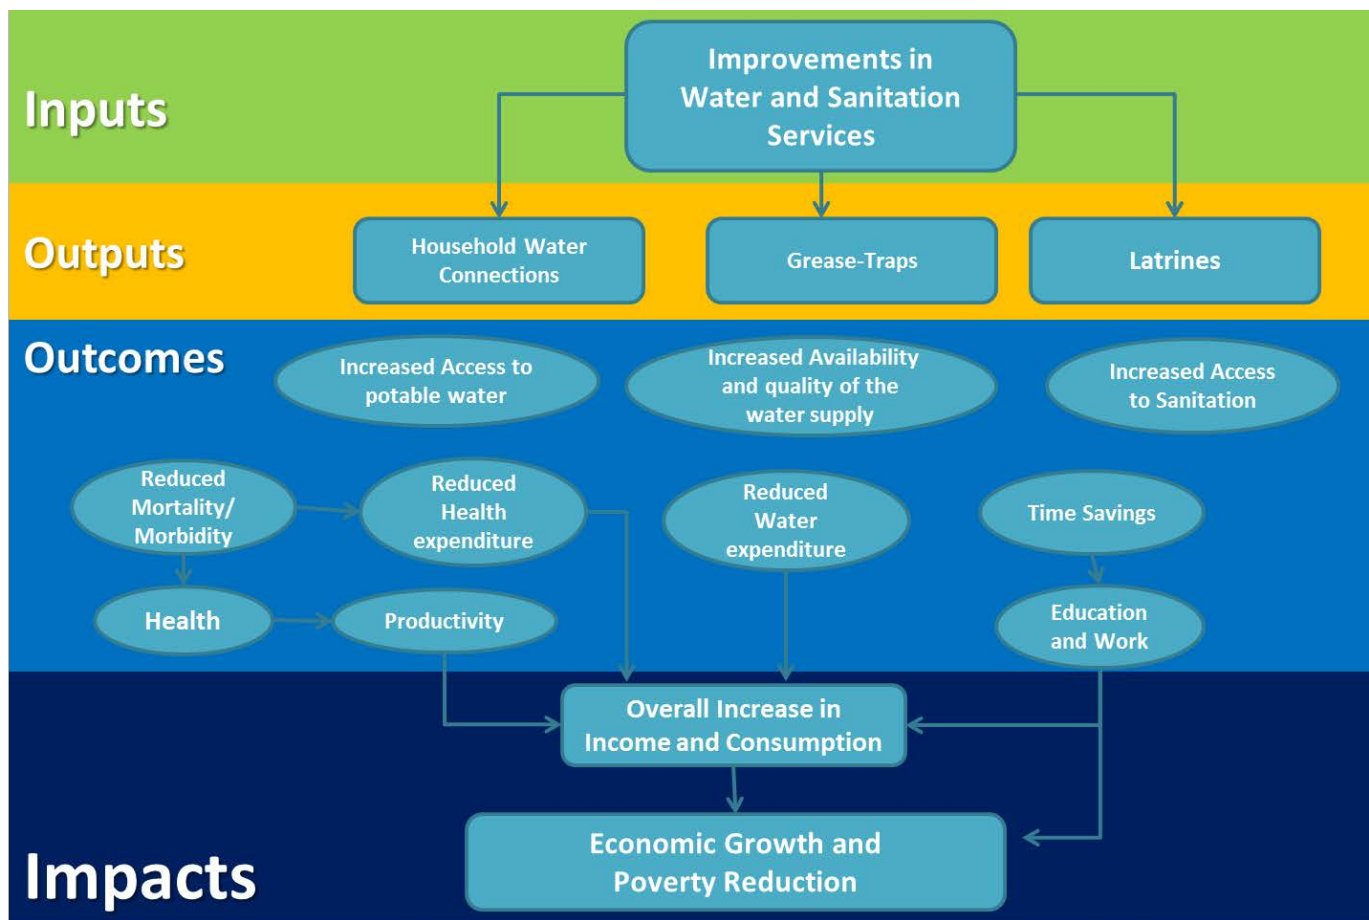 Inputs
Improvements in
Water and Sanitation
Services
Outputs
Household Water
Connections
Grease-Traps
Latrines
Outcomes
Increased Access to
potable water
Increased Availability
and quality of the
water supply
Increased Access
to Sanitation
Reduced
Mortality/
Morbidity
Reduced
Health
expenditure
Reduced
Water
expenditure
Time Savings
Health
Productivity
Education
and Work
Impacts
Overall Increase in
Income and Consumption
Economic Growth and
Poverty Reduction